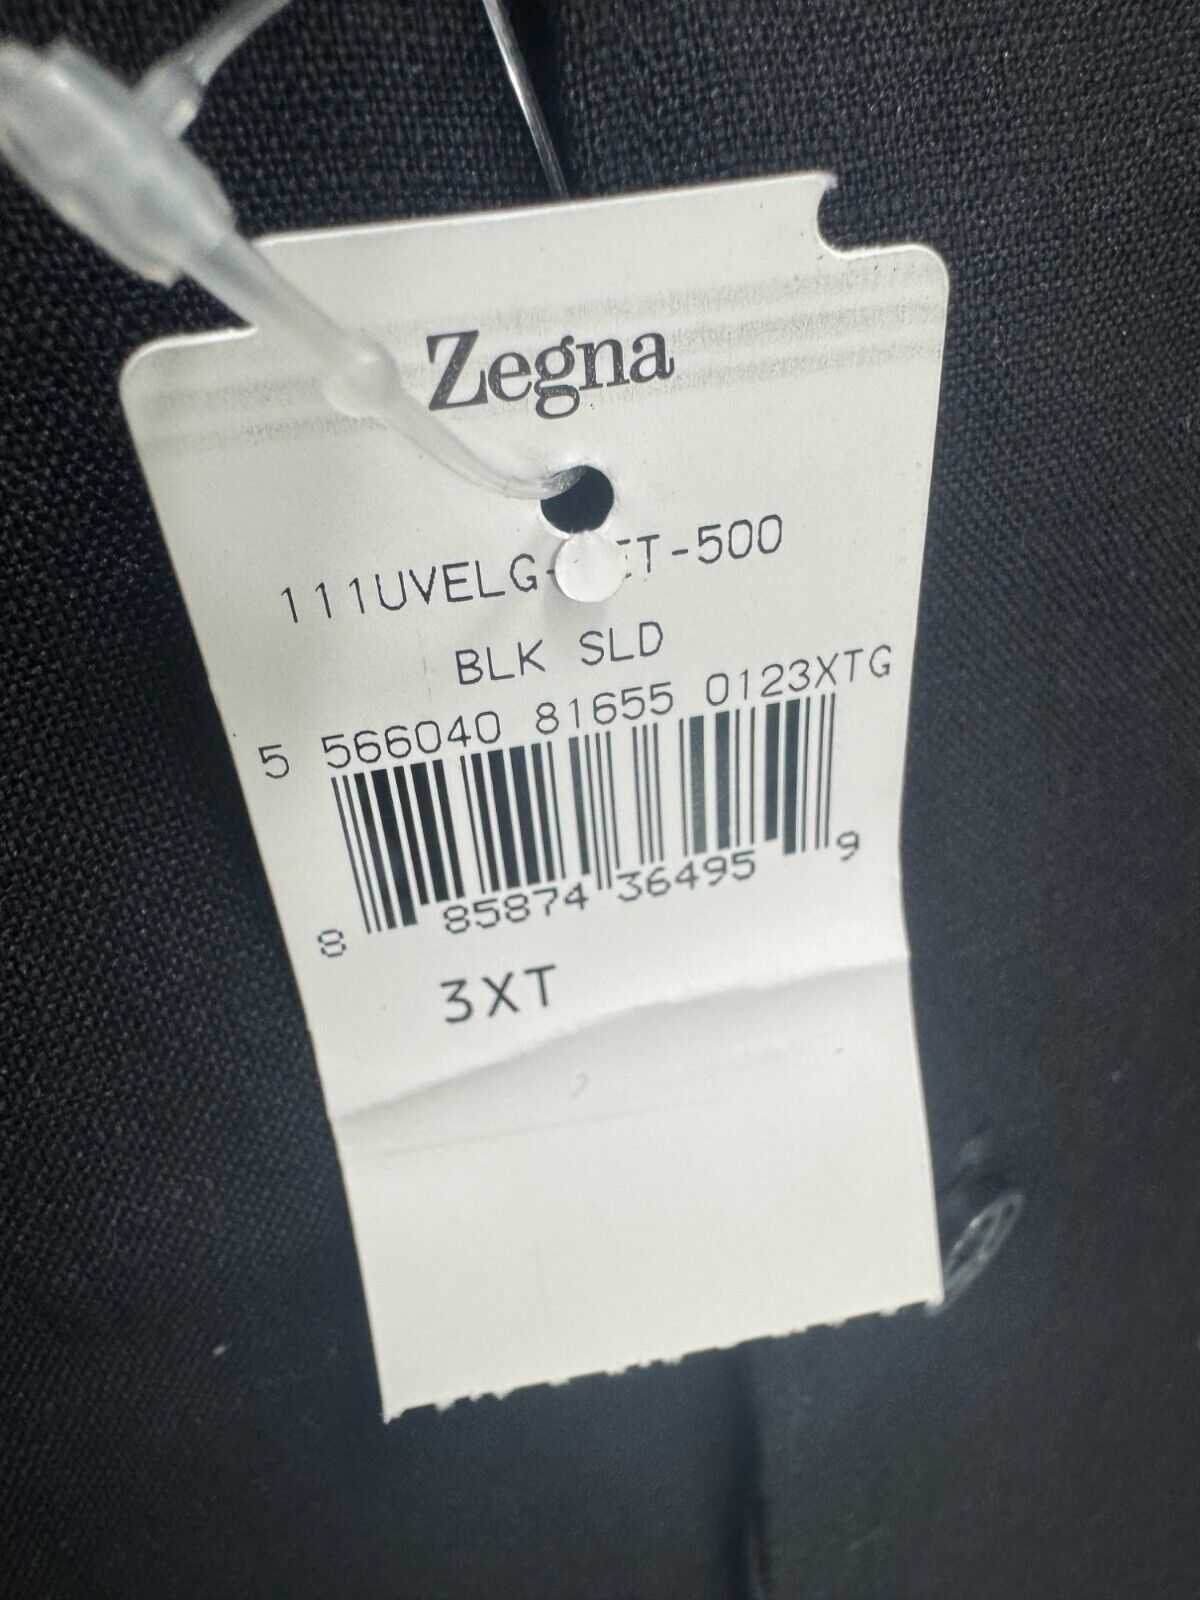 Zegna
111UVELG- T-500
BLK SLD
5 566040 81655 0123XTG
8 85874 36495 9
3XT